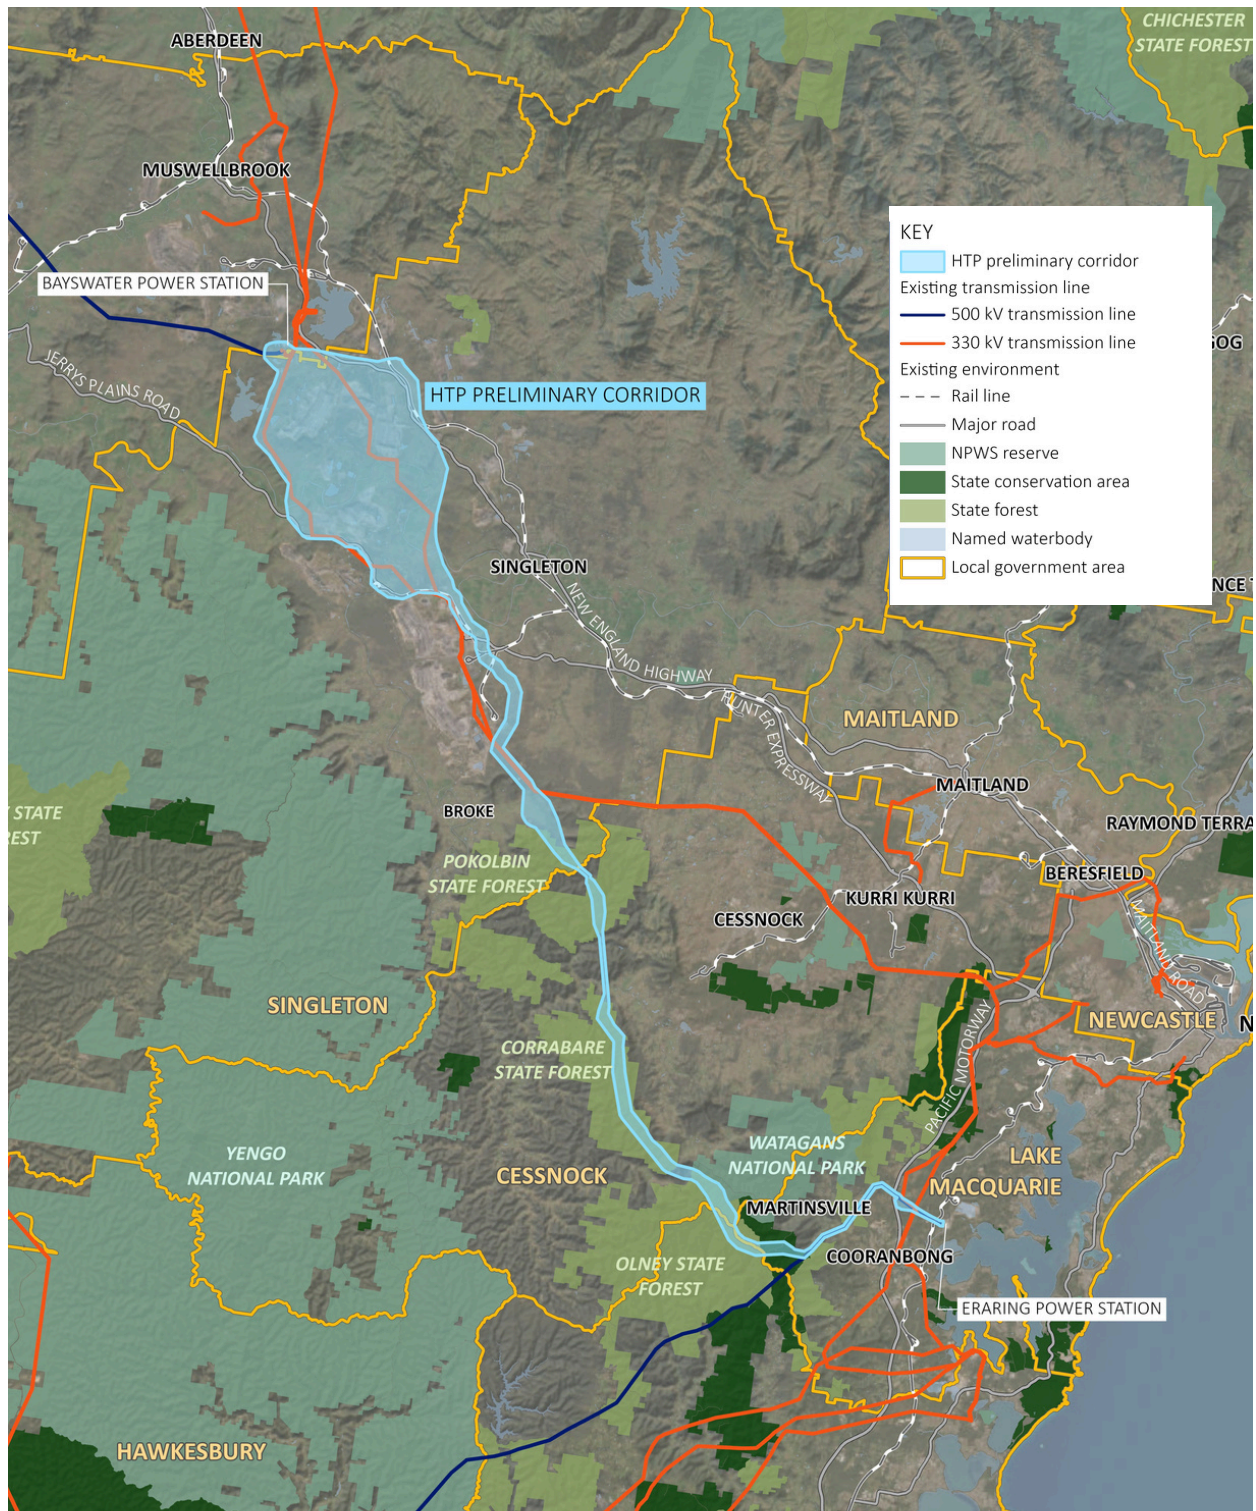 CHICHESTER
STATE FOREST
ABERDEEN
MUSWELLBROOK
BAYSWATER POWER STATION
JERRYS PLAINS ROAD
HTP PRELIMINARY CORRIDOR
KEY
HTP preliminary corridor
Existing transmission line
500 kV transmission line
330 kV transmission line
Existing environment
Rail line
Major road
NPWS reserve
State conservation area
State forest
Named waterbody
Local government area
SINGLETON
NEW ENGLAND HIGHWAY
HUNTER EXPRESSWAY
MAITLAND
MAITLAND
BROKE
STATE
RAYMOND TERRA
POKOLBIN
STATE FOREST
BERESFIELD
KURRI KURRI
CESSNOCK
MAITLAND ROAD
SINGLETON
NEWCASTLE
N
CORRABARE
STATE FOREST
PACIFIC MOTORWAY
YENGO
NATIONAL PARK
WATAGANS
NATIONAL PARK
LAKE
MACQUARIE
CESSNOCK
MARTINSVILLE
COORANBONG
OLNEY STATE
FOREST
ERARING POWER STATION
HAWKESBURY